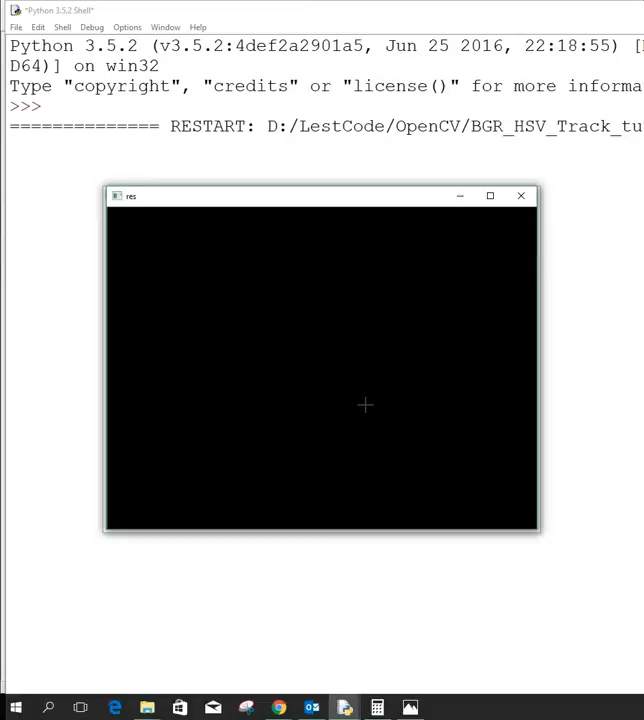 *Python 3.5.2 Shell*
File Edit Shell Debug Options Window Help
Python 3.5.2 (v3.5.2:4def2a2901a5, Jun 25 2016, 22:18:55) [
D64)] on win32
Type "copyright", "credits" or "license()" for more informa
>>>
============== RESTART: D:/LestCode/OpenCV/BGR_HSV_Track_tu
res